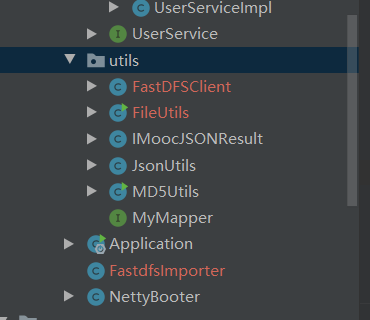 UserServiceImpl
UserService
utils
FastDFSClient
FileUtils
IMoocJSONResult
JsonUtils
MD5Utils
MyMapper
Application
FastdfsImporter
NettyBooter